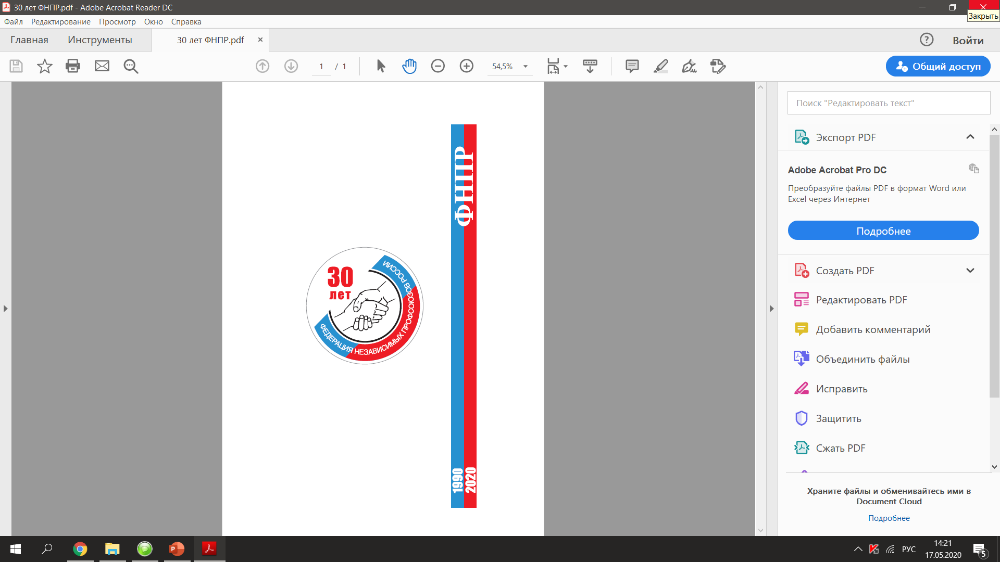 30 лет ФНПР.pdf - Adobe Acrobat Reader DC
Закрыть
Файл Редактирование Просмотр Окно Справка
Главная Инструменты 30 лет ФНПР.pdf × ? Войти
1 / 1 54,5% Общий доступ
ФНПР
30
лет
ФЕДЕРАЦИЯ НЕЗАВИСИМЫХ ПРОФСОЮЗОВ РОССИИ
1990
2020
Поиск "Редактировать текст"
Экспорт PDF
Adobe Acrobat Pro DC
Преобразуйте файлы PDF в формат Word или
Excel через Интернет
Подробнее
Создать PDF
Редактировать PDF
Добавить комментарий
Объединить файлы
Исправить
Защитить
Сжать PDF
Храните файлы и обменивайтесь ими в
Document Cloud
Подробнее
РУС
14:21
17.05.2020
5